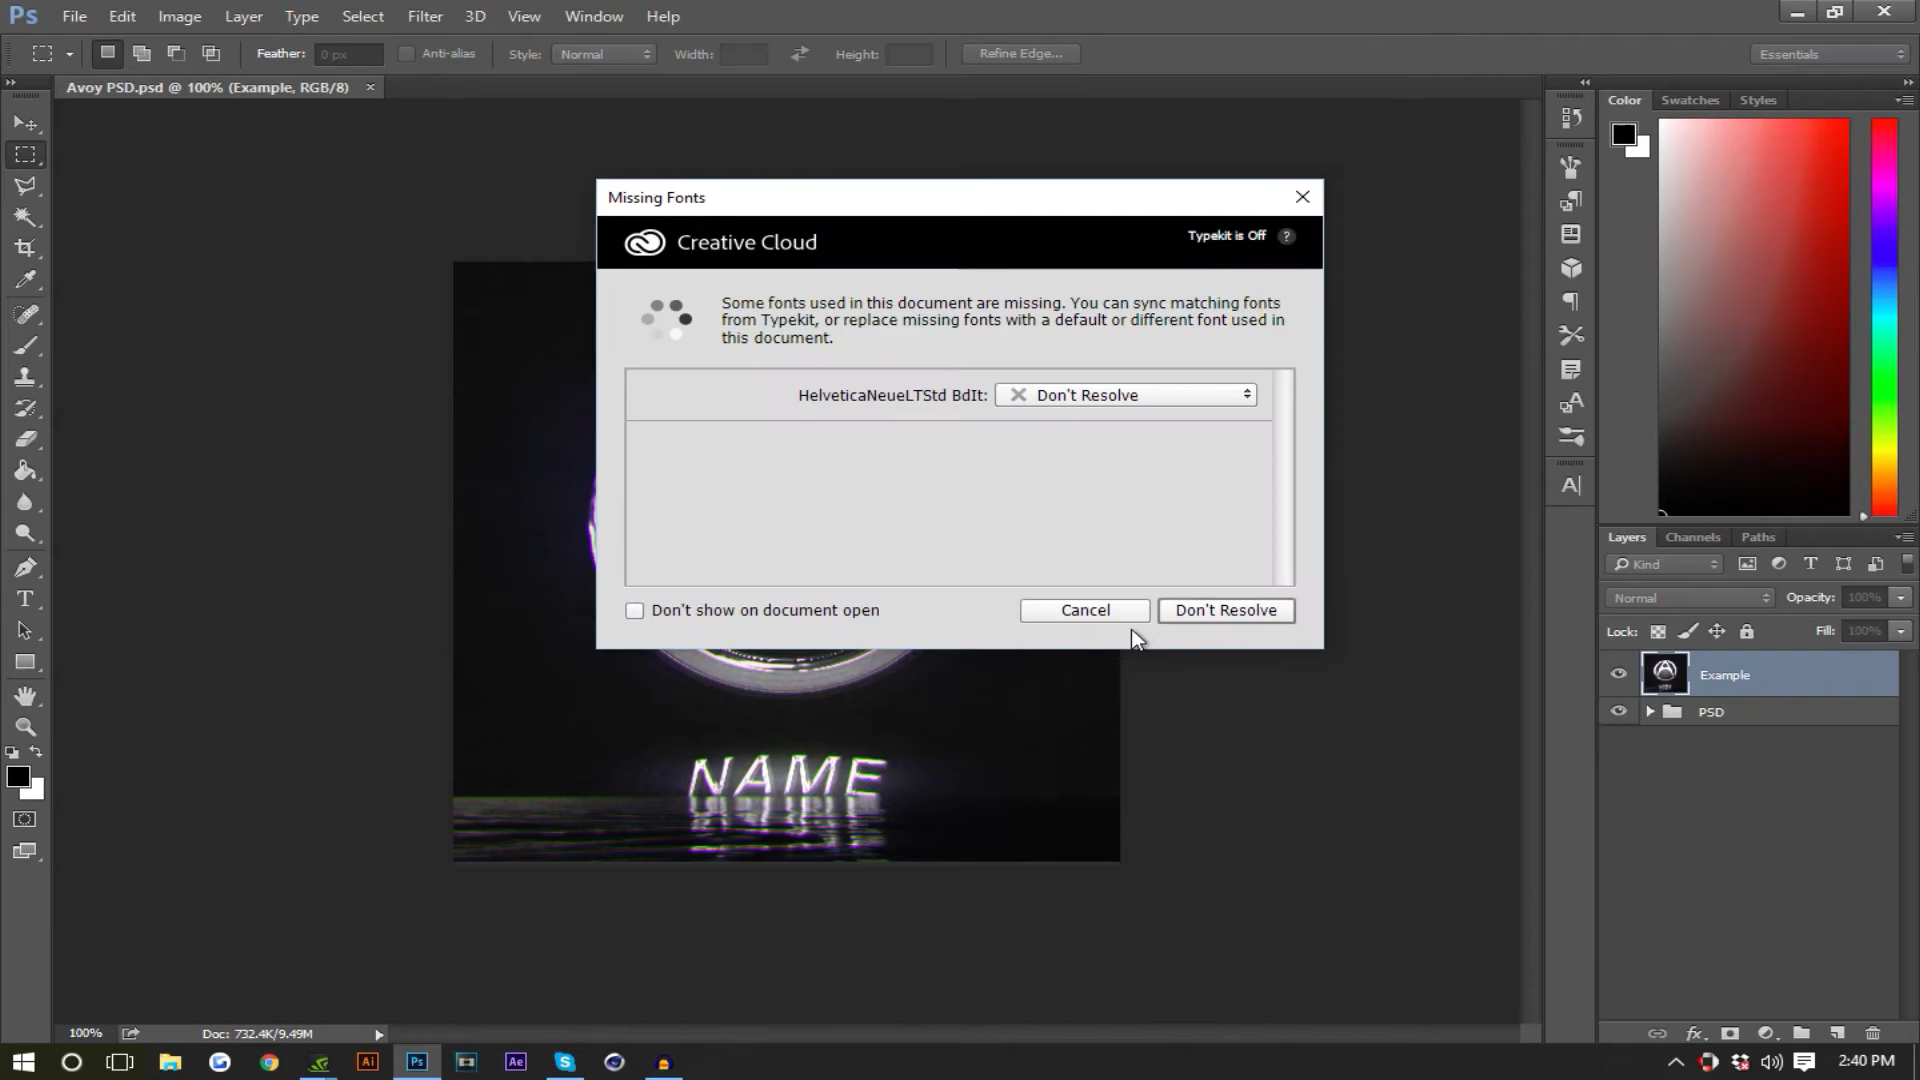 Ps File Edit Image Layer Type Select Filter 3D View Window Help
Feather: 0 px Anti-alias Style: Normal Width: Height: Refine Edge... Essentials
Avoy PSD.psd @ 100% (Example, RGB/8) ×
Color Swatches Styles
Missing Fonts
Creative Cloud
Typekit is Off ?
Some fonts used in this document are missing. You can sync matching fonts
from Typekit, or replace missing fonts with a default or different font used in
this document.
HelveticaNeueLTStd BdIt: Don't Resolve
Don't show on document open Cancel Don't Resolve
Layers Channels Paths
Kind
Normal Opacity: 100%
Lock: Fill: 100%
Example
PSD
NAME
100% Doc: 732.4K/9.49M
fx
Ai Ps Ae
2:40 PM